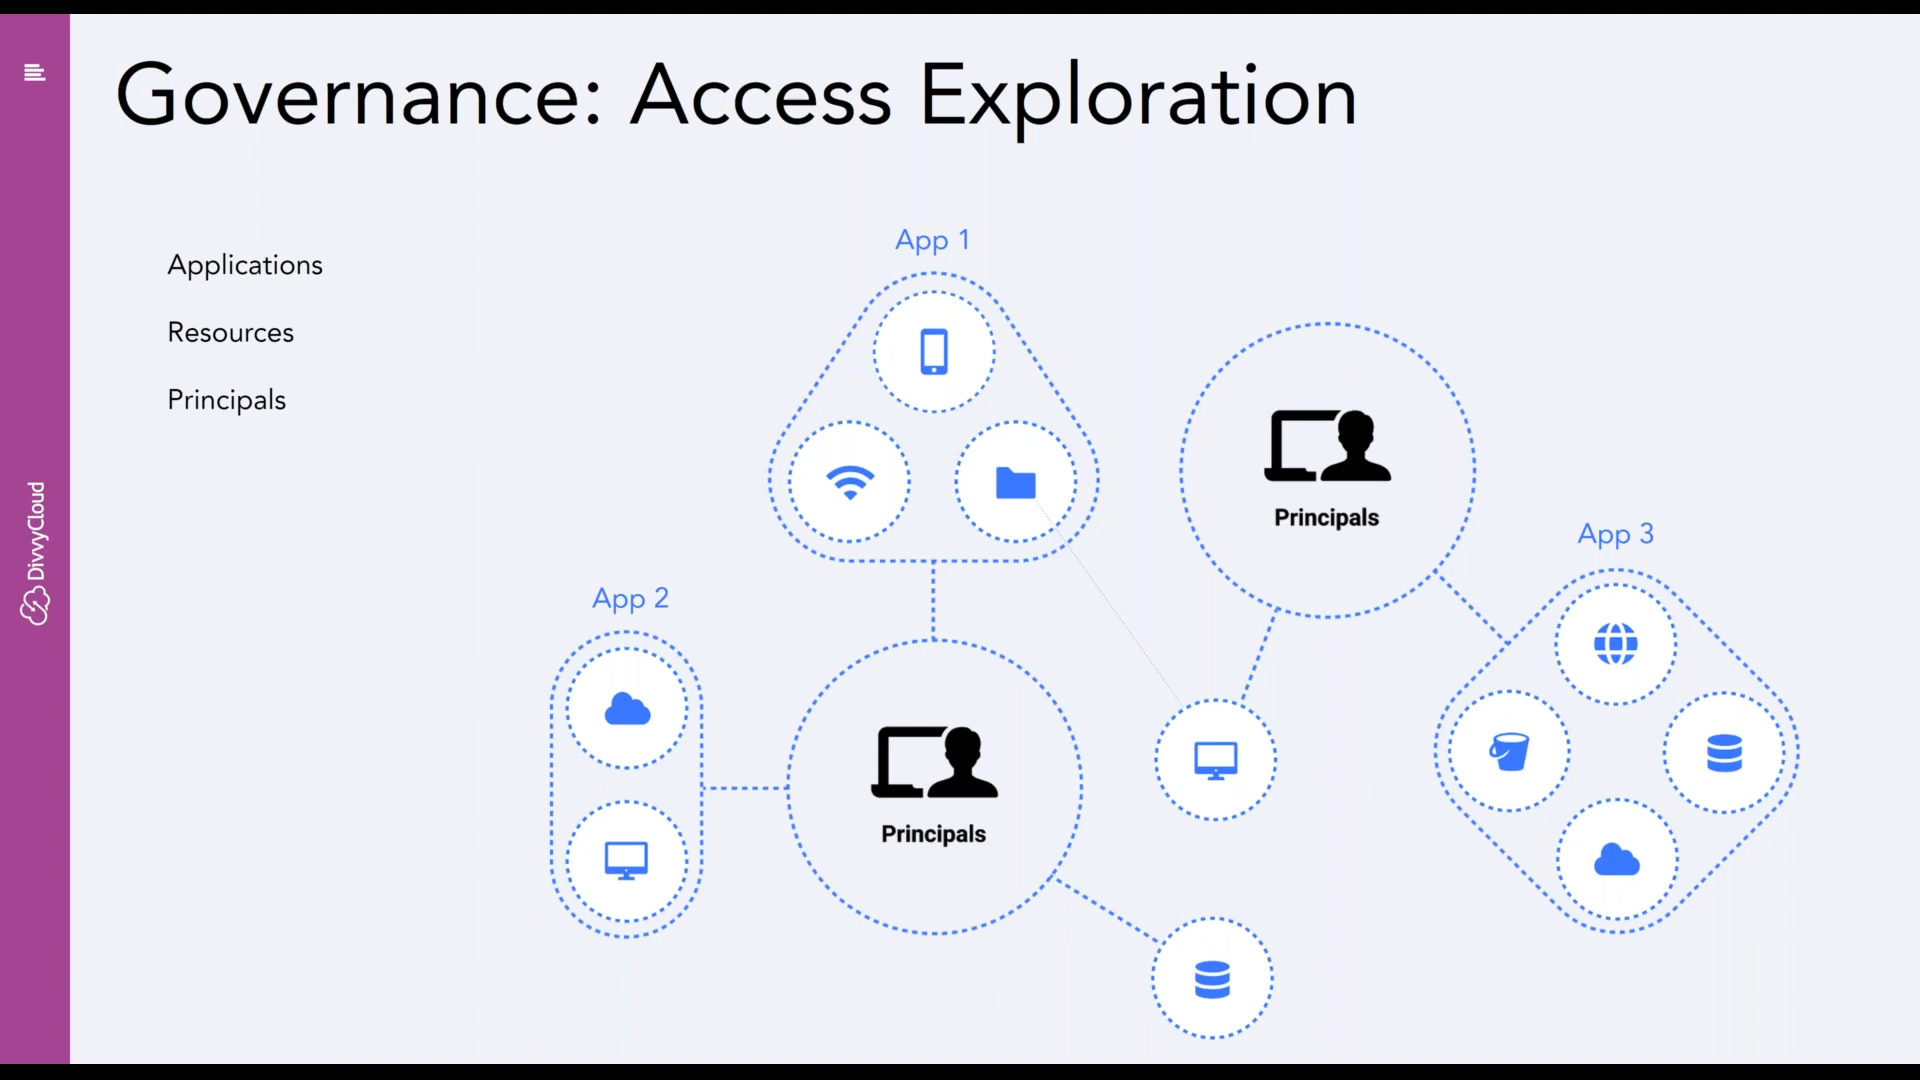 Governance: Access Exploration
Applications
Resources
Principals
App 1
Principals
App 3
App 2
Principals
DivvyCloud